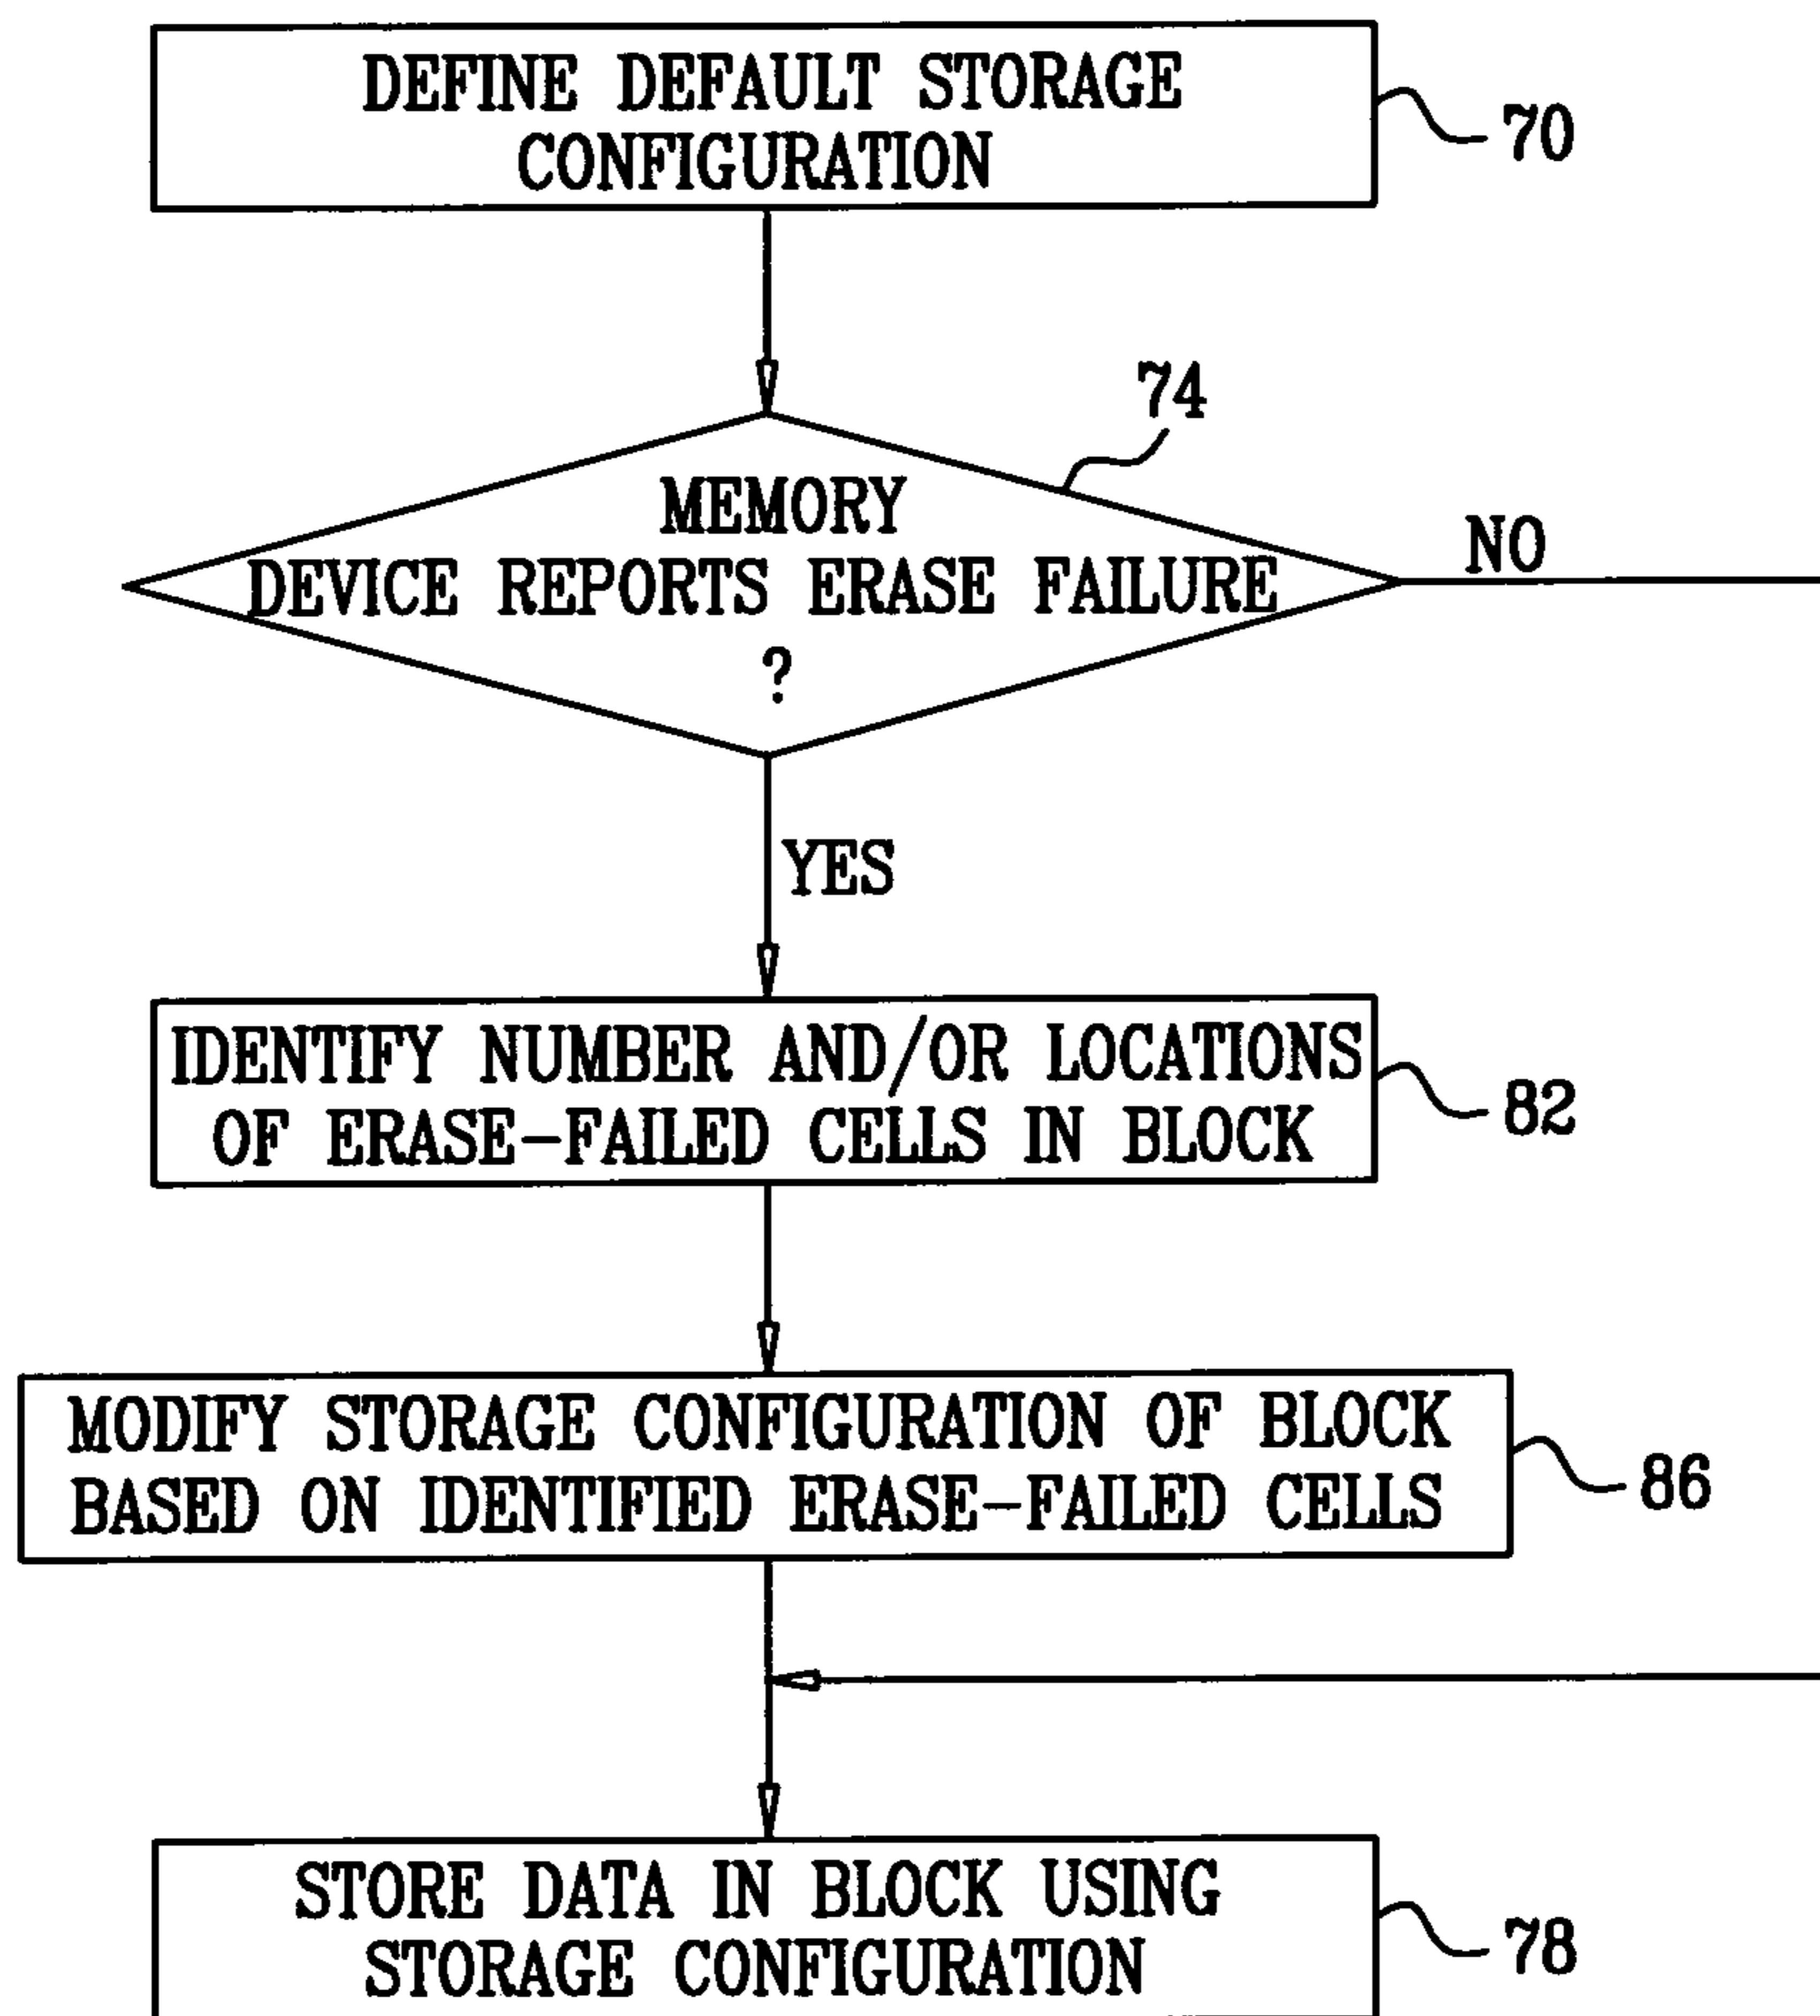 DEFINE DEFAULT STORAGE
CONFIGURATION
70
74
MEMORY
DEVICE REPORTS ERASE FAILURE
?
NO
YES
IDENTIFY NUMBER AND/OR LOCATIONS
OF ERASE-FAILED CELLS IN BLOCK
82
MODIFY STORAGE CONFIGURATION OF BLOCK
BASED ON IDENTIFIED ERASE-FAILED CELLS
86
STORE DATA IN BLOCK USING
STORAGE CONFIGURATION
78